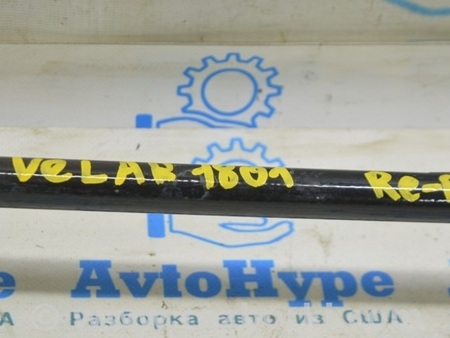 VELAR 1801 Re-
AvtoHype
Разборка авто из США